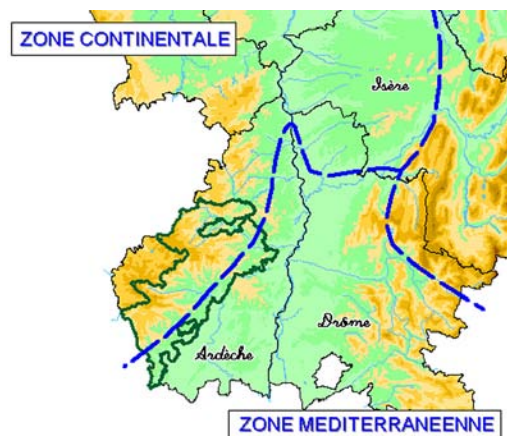 ZONE CONTINENTALE
Isère
Drôme
Ardèche
ZONE MEDITERRANEENNE